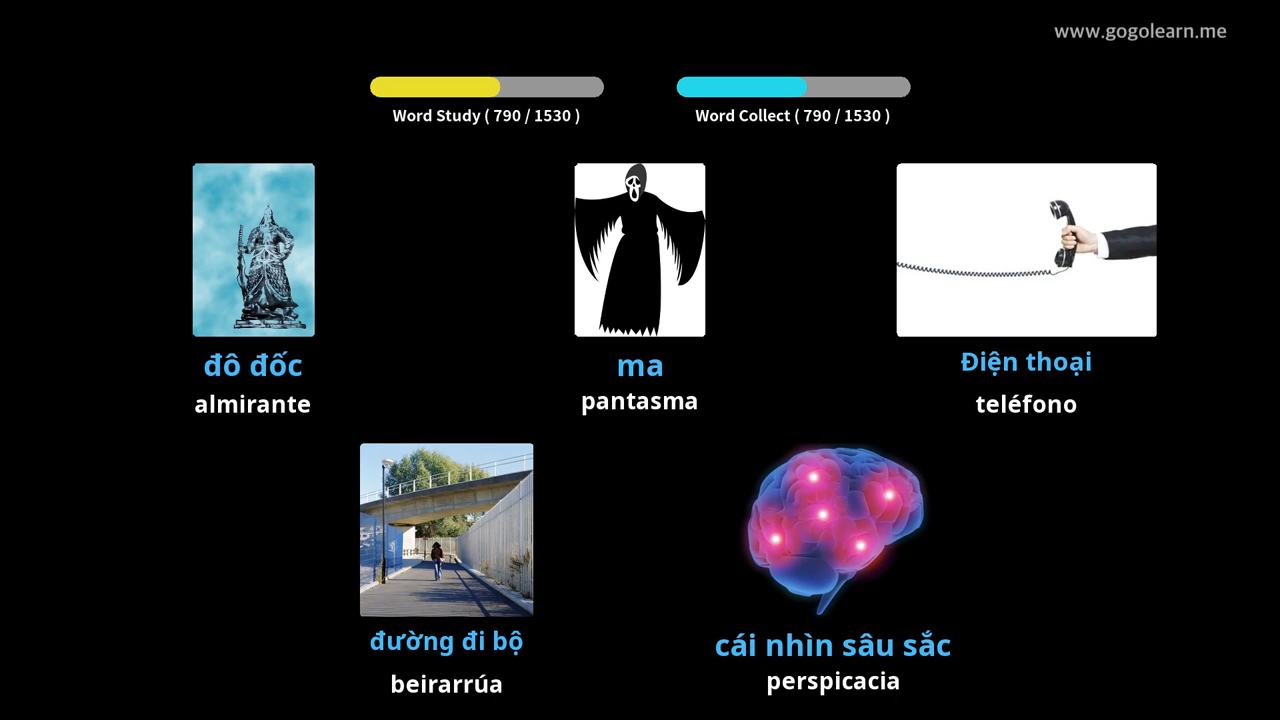 www.gogolearn.me
Word Study ( 790 / 1530 )
Word Collect ( 790 / 1530 )
đô đốc
almirante
ma
pantasma
Điện thoại
teléfono
đường đi bộ
beirarrúa
cái nhìn sâu sắc
perspicacia